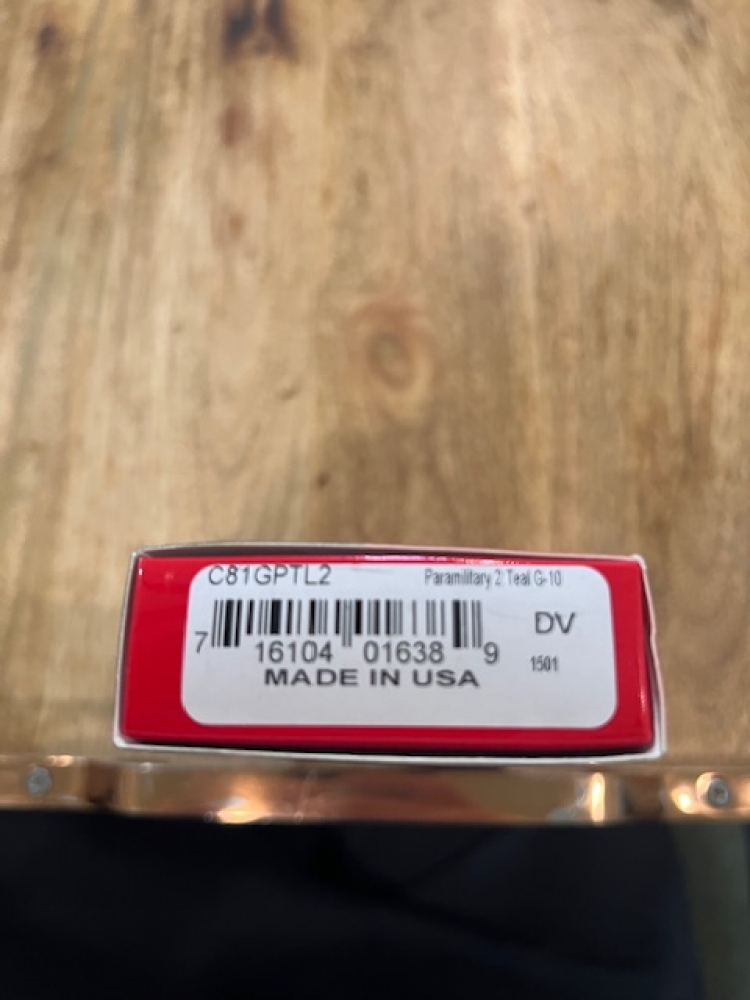 C81GPTL2 Paramilitary 2 Teal G-10
DV
7 16104 01638 9
1501
MADE IN USA